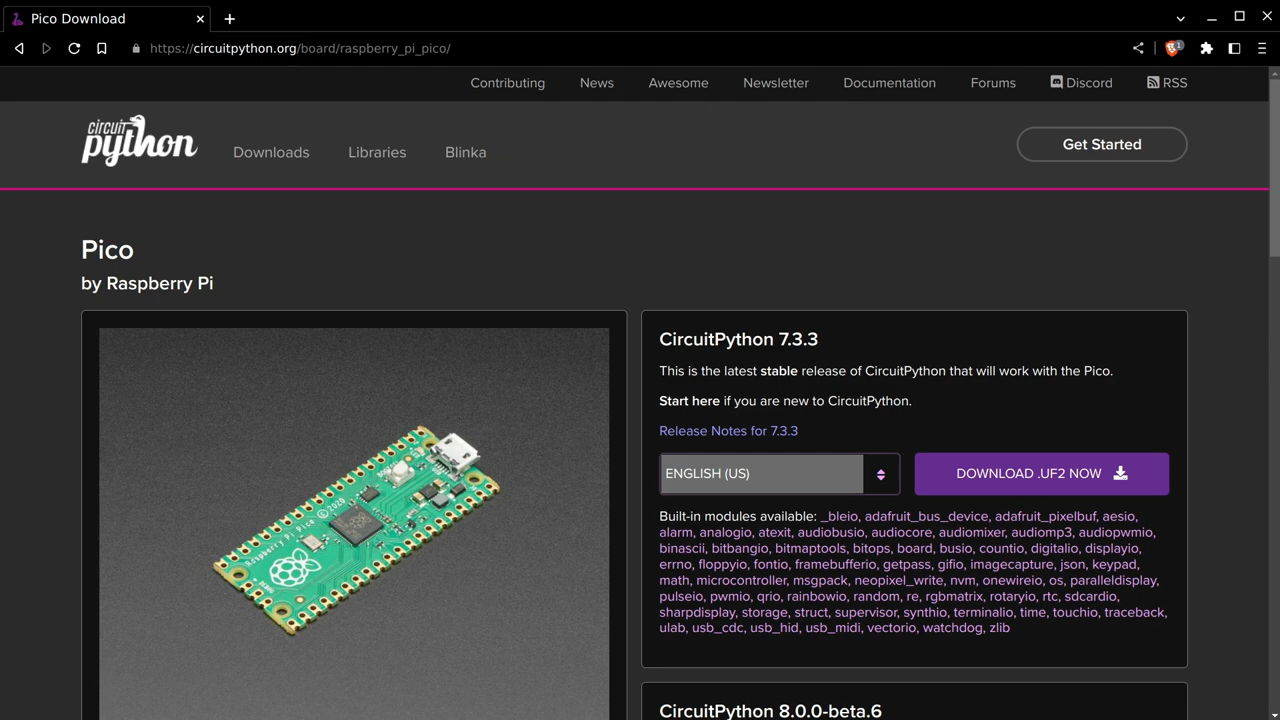 Pico Download
https://circuitpython.org/board/raspberry_pi_pico/
1
Contributing News Awesome Newsletter Documentation Forums Discord RSS
circuit
python
Downloads Libraries Blinka
Get Started
Pico
by Raspberry Pi
Raspberry Pi Pico ©2020
CircuitPython 7.3.3
This is the latest stable release of CircuitPython that will work with the Pico.
Start here if you are new to CircuitPython.
Release Notes for 7.3.3
ENGLISH (US)
DOWNLOAD .UF2 NOW
Built-in modules available: _bleio, adafruit_bus_device, adafruit_pixelbuf, aesio,
alarm, analogio, atexit, audiobusio, audiocore, audiomixer, audiomp3, audiopwmio,
binascii, bitbangio, bitmaptools, bitops, board, busio, countio, digitalio, displayio,
errno, floppyio, fontio, framebufferio, getpass, gifio, imagecapture, json, keypad,
math, microcontroller, msgpack, neopixel_write, nvm, onewireio, os, paralleldisplay,
pulseio, pwmio, qrio, rainbowio, random, re, rgbmatrix, rotaryio, rtc, sdcardio,
sharpdisplay, storage, struct, supervisor, synthio, terminalio, time, touchio, traceback,
ulab, usb_cdc, usb_hid, usb_midi, vectorio, watchdog, zlib
CircuitPython 8.0.0-beta.6